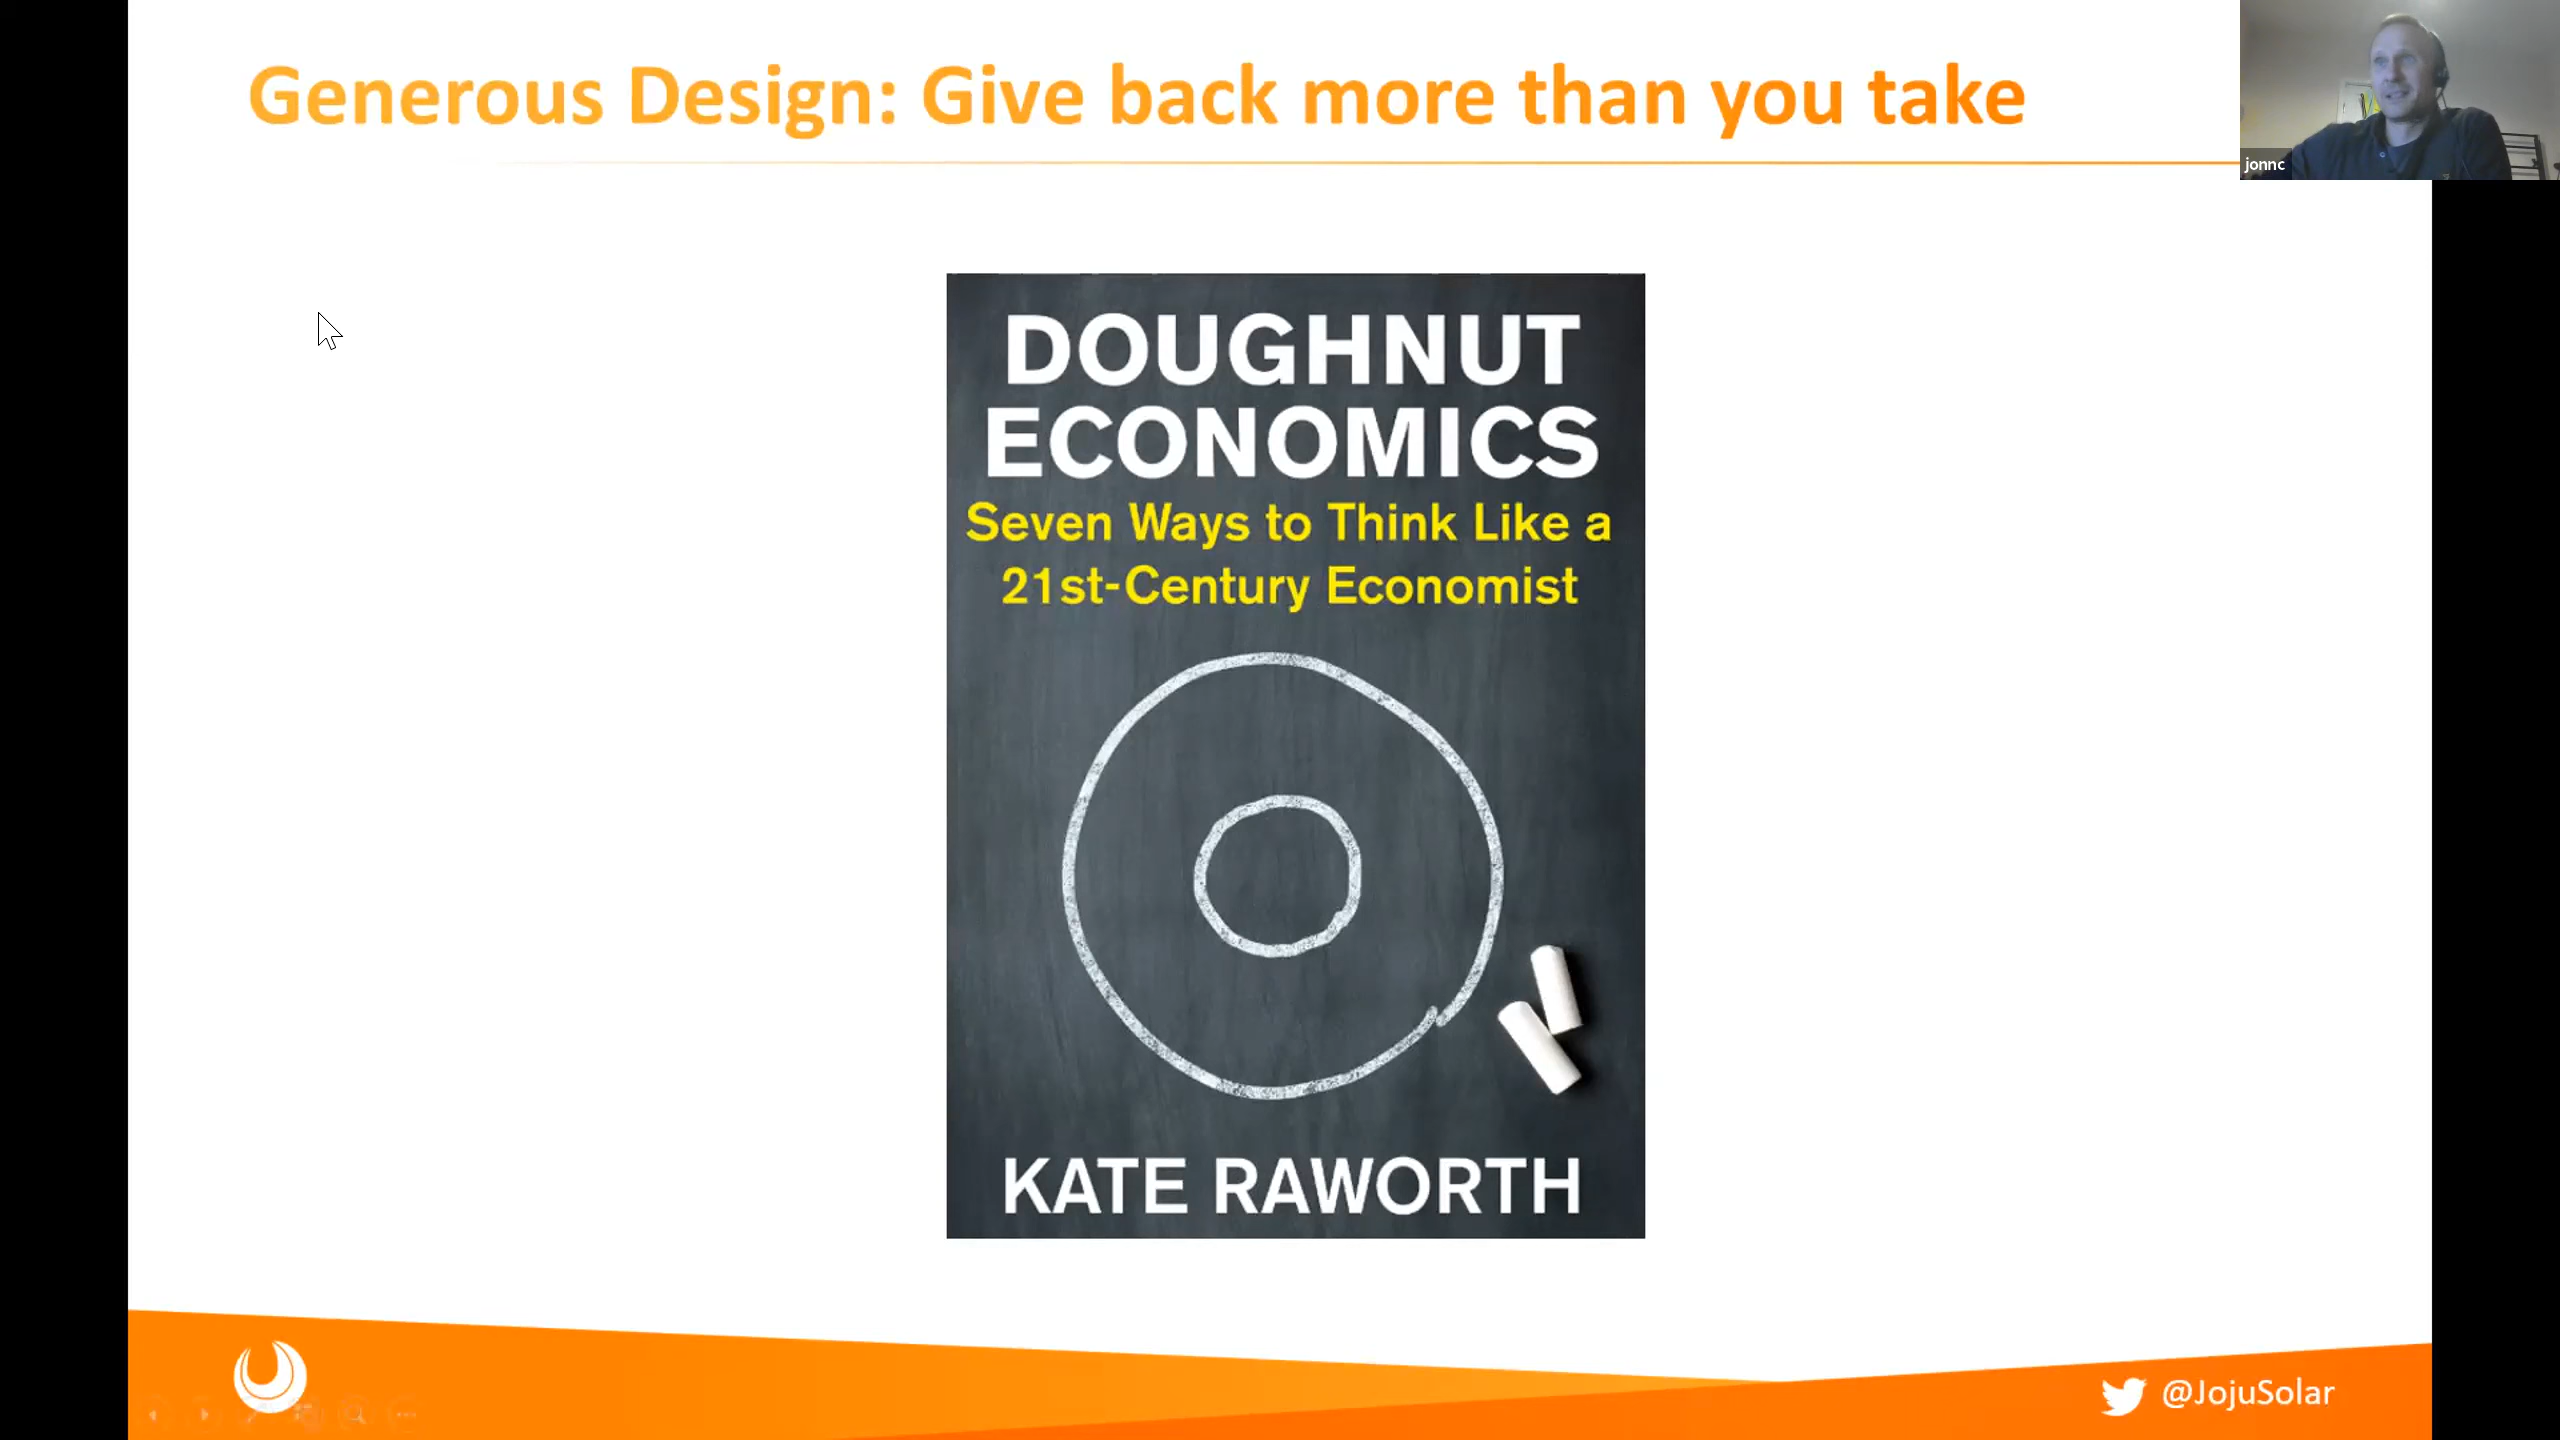 Generous Design: Give back more than you take
jonnc
DOUGHNUT
ECONOMICS
Seven Ways to Think Like a
21st-Century Economist
KATE RAWORTH
@JojuSolar